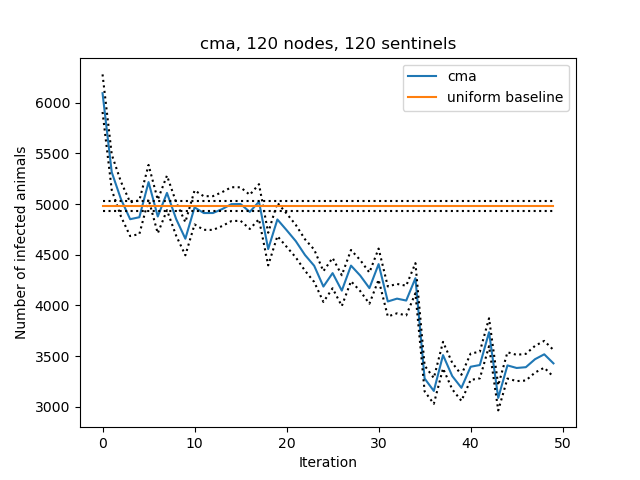 cma, 120 nodes, 120 sentinels
cma
uniform baseline
6000
5500
5000
4500
4000
3500
3000
Number of infected animals
0 10 20 30 40 50
Iteration